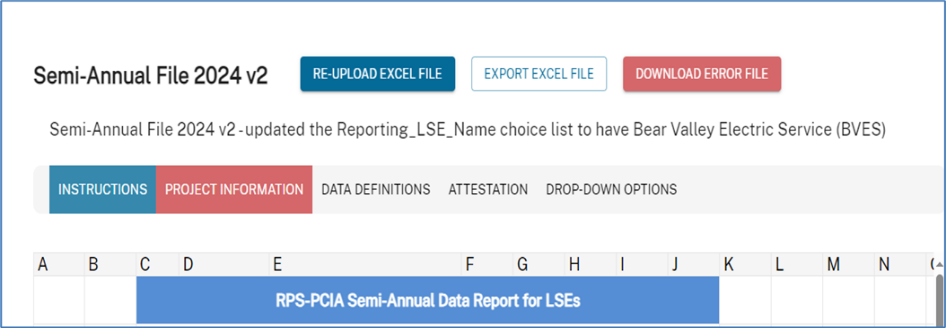 Semi-Annual File 2024 v2 RE-UPLOAD EXCEL FILE EXPORT EXCEL FILE DOWNLOAD ERROR FILE
Semi-Annual File 2024 v2 - updated the Reporting_LSE_Name choice list to have Bear Valley Electric Service (BVES)
INSTRUCTIONS PROJECT INFORMATION DATA DEFINITIONS ATTESTATION DROP-DOWN OPTIONS
A B C D E F G H I J K L M N
RPS-PCIA Semi-Annual Data Report for LSEs